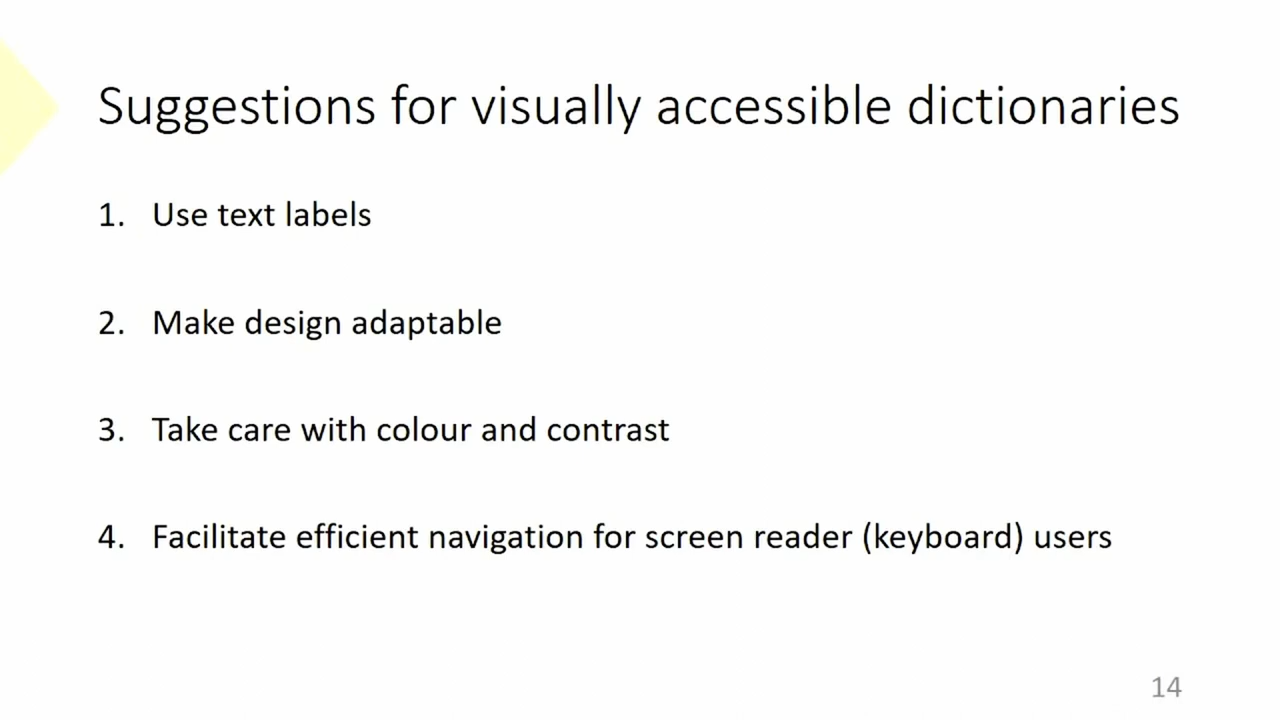 Suggestions for visually accessible dictionaries
1. Use text labels
2. Make design adaptable
3. Take care with colour and contrast
4. Facilitate efficient navigation for screen reader (keyboard) users
14